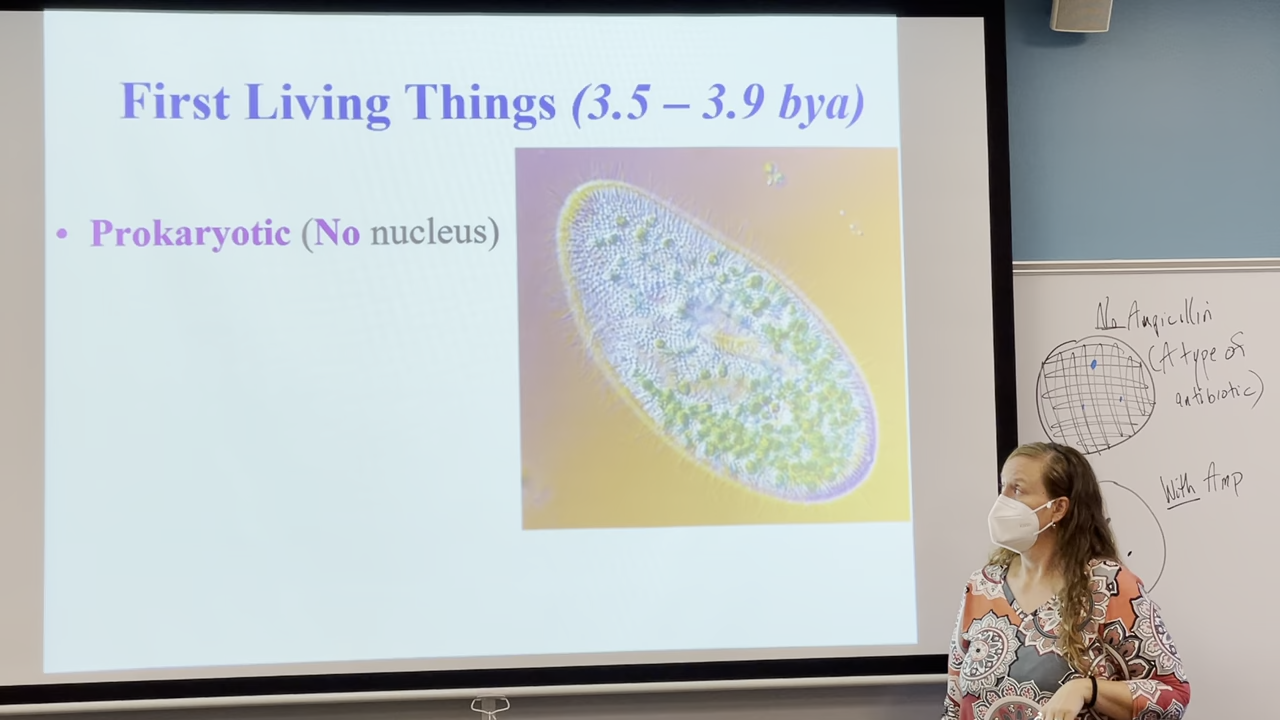 First Living Things (3.5 – 3.9 bya)
• Prokaryotic (No nucleus)
No Ampicillin
(A type of
antibiotic)
With Amp